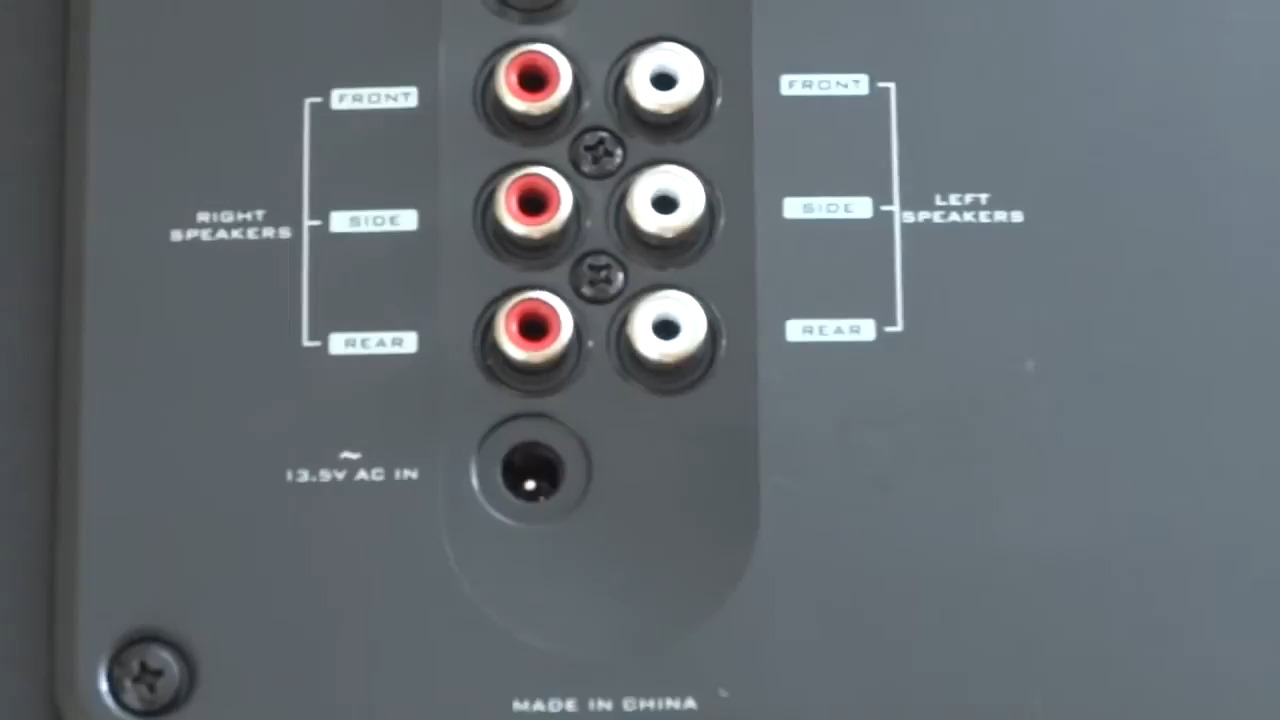 FRONT
FRONT
RIGHT
SPEAKERS
SIDE
SIDE
LEFT
SPEAKERS
REAR
REAR
~
13.5V AC IN
MADE IN CHINA